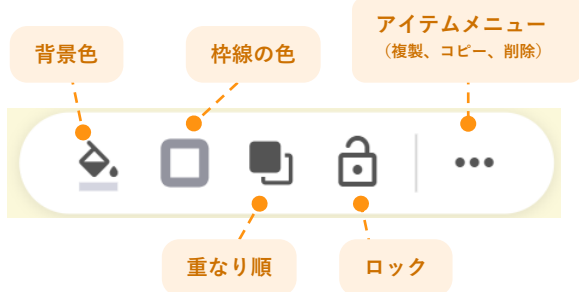 アイテムメニュー
（複製、コピー、削除）
背景色
枠線の色
重なり順
ロック